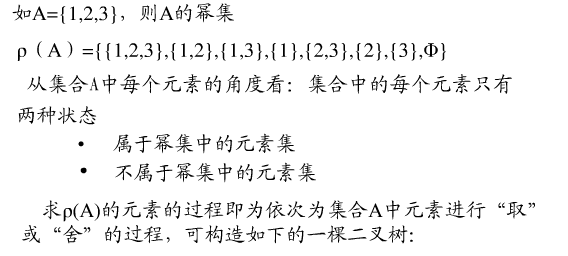 如A={1,2,3}，则A的幂集
ρ（A）={{1,2,3},{1,2},{1,3},{1},{2,3},{2},{3},Φ}
从集合A中每个元素的角度看：集合中的每个元素只有
两种状态
• 属于幂集中的元素集
• 不属于幂集中的元素集
求ρ(A)的元素的过程即为依次为集合A中元素进行“取”
或“舍”的过程，可构造如下的一棵二叉树：